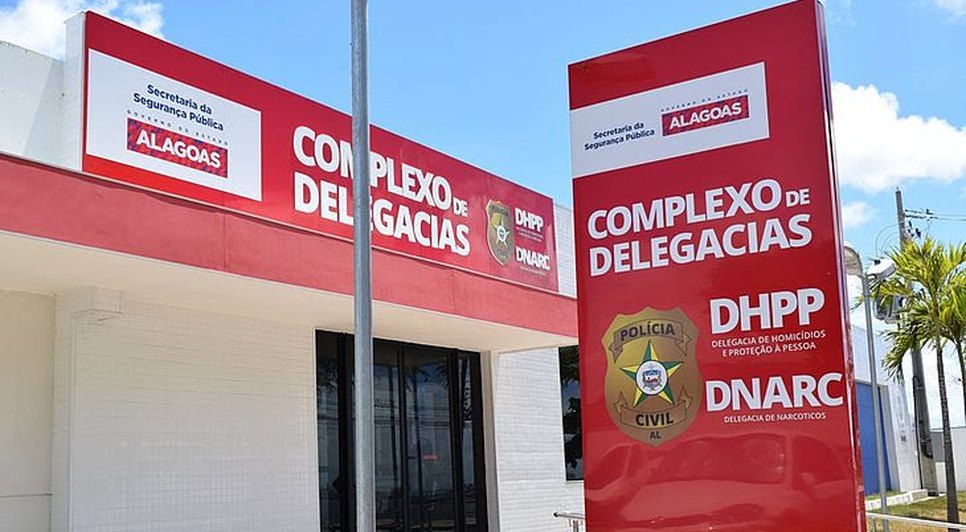 Secretaria da
Segurança Pública
GOVERNO DO ESTADO
ALAGOAS
COMPLEXO DE
DELEGACIAS
DHPP
DNARC
Secretaria da
Segurança Pública
GOVERNO DO ESTADO
ALAGOAS
COMPLEXO DE
DELEGACIAS
POLÍCIA
CIVIL
AL
DHPP
DELEGACIA DE HOMICÍDIOS
E PROTEÇÃO À PESSOA
DNARC
DELEGACIA DE NARCOTICOS